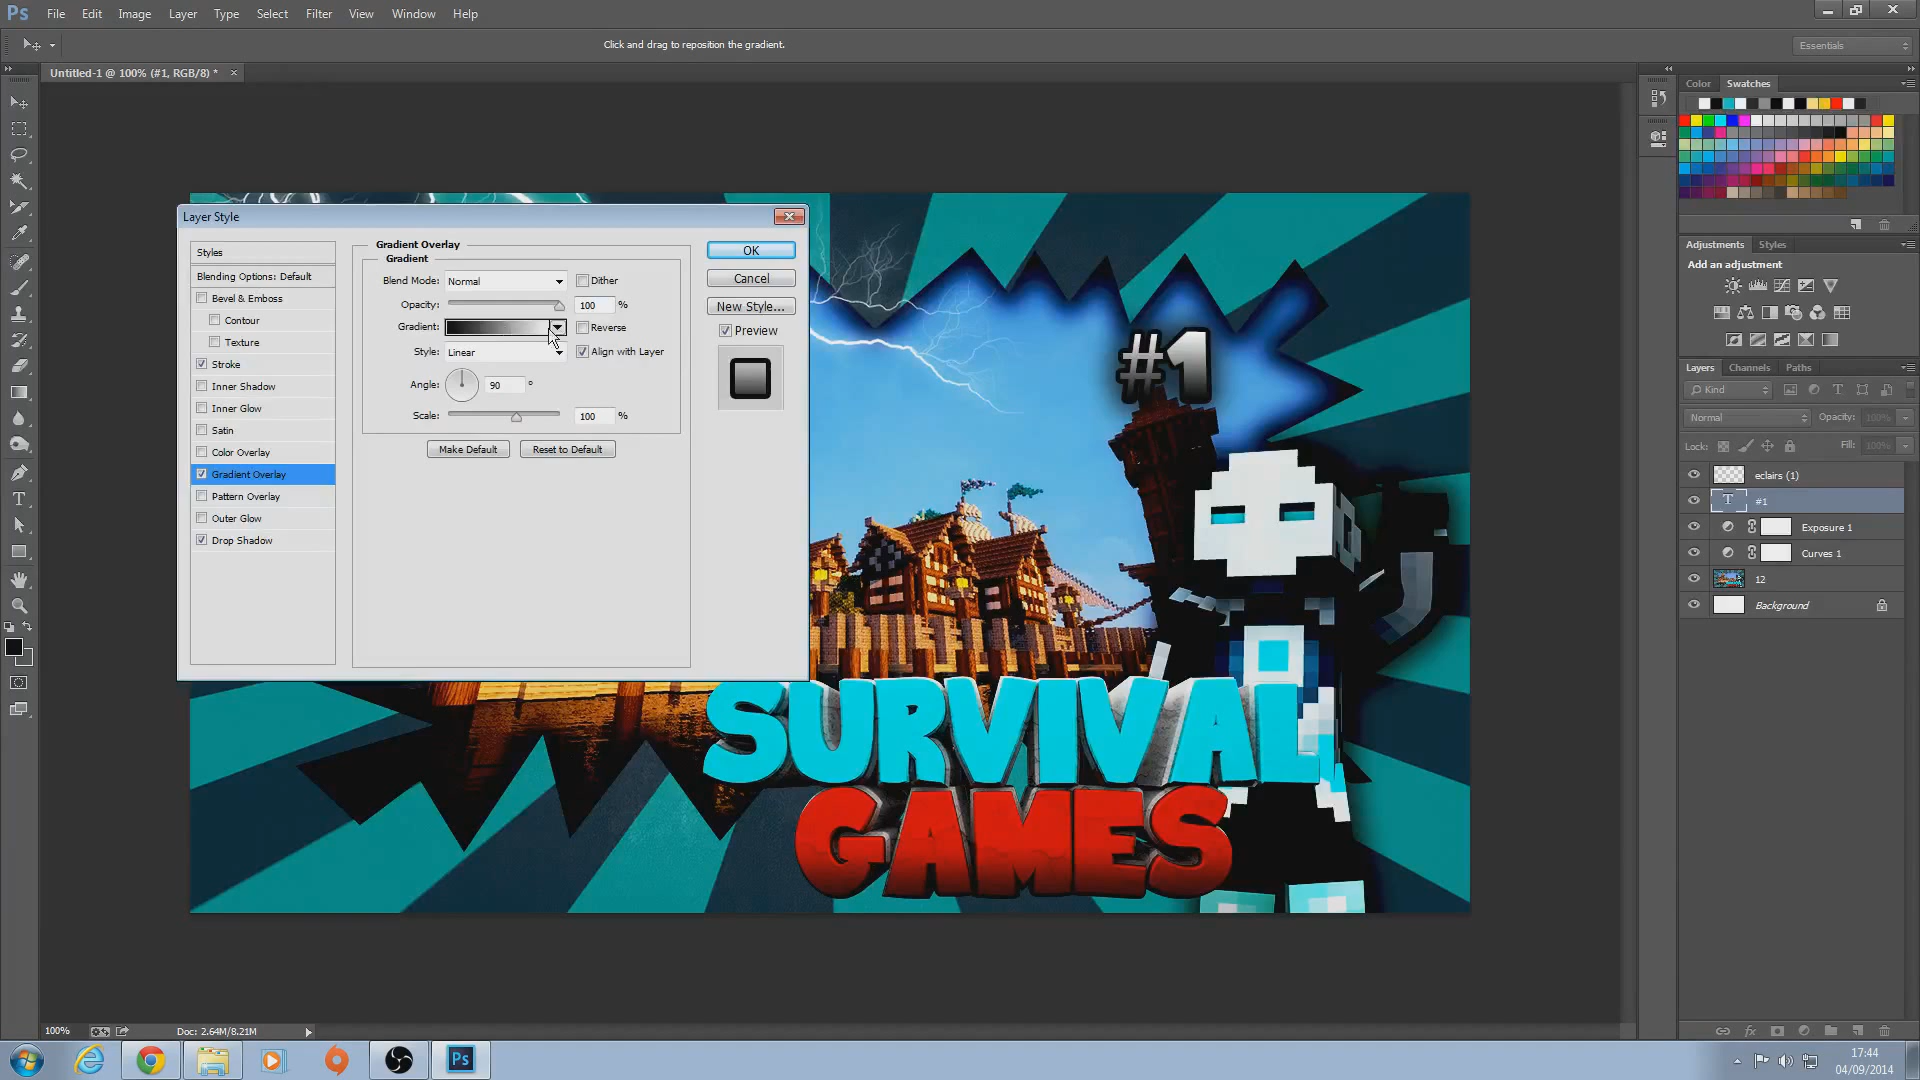 Ps File Edit Image Layer Type Select Filter View Window Help
Click and drag to reposition the gradient.
Essentials
Untitled-1 @ 100% (#1, RGB/8) *
Color Swatches
Layer Style
Styles
Blending Options: Default
Bevel & Emboss
Contour
Texture
Stroke
Inner Shadow
Inner Glow
Satin
Color Overlay
Gradient Overlay
Pattern Overlay
Outer Glow
Drop Shadow
Gradient Overlay
Gradient
Blend Mode: Normal Dither
Opacity: 100 %
Gradient: Reverse
Style: Linear Align with Layer
Angle: 90 °
Scale: 100 %
Make Default Reset to Default
OK
Cancel
New Style...
Preview
#1
SURVIVAL
GAMES
Adjustments Styles
Add an adjustment
Layers Channels Paths
Kind
Normal Opacity: 100%
Lock: Fill: 100%
eclairs (1)
T #1
Exposure 1
Curves 1
12
Background
100% Doc: 2.64M/8.21M
Ps
17:44
04/09/2014